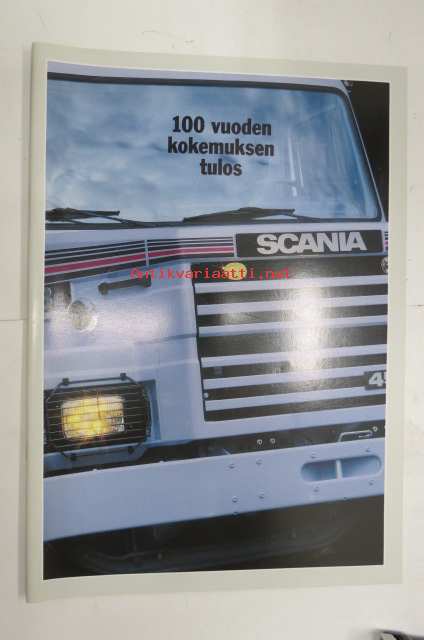 100 vuoden
kokemuksen
tulos
SCANIA
Antikvariaatti.net